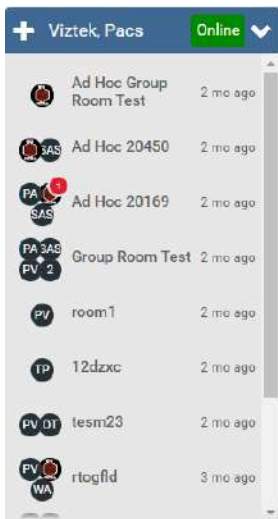 Viztek, Pacs Online
Ad Hoc Group
Room Test
2 mo ago
SAS Ad Hoc 20450 2 mo ago
PA 1
SAS
Ad Hoc 20169 2 mo ago
PA SAS
PV 2
Group Room Test 2 mo ago
PV room1 2 mo ago
TP 12dzxc 2 mo ago
PV OT tesm23 2 mo ago
PV
WA
rtogfld 3 mo ago